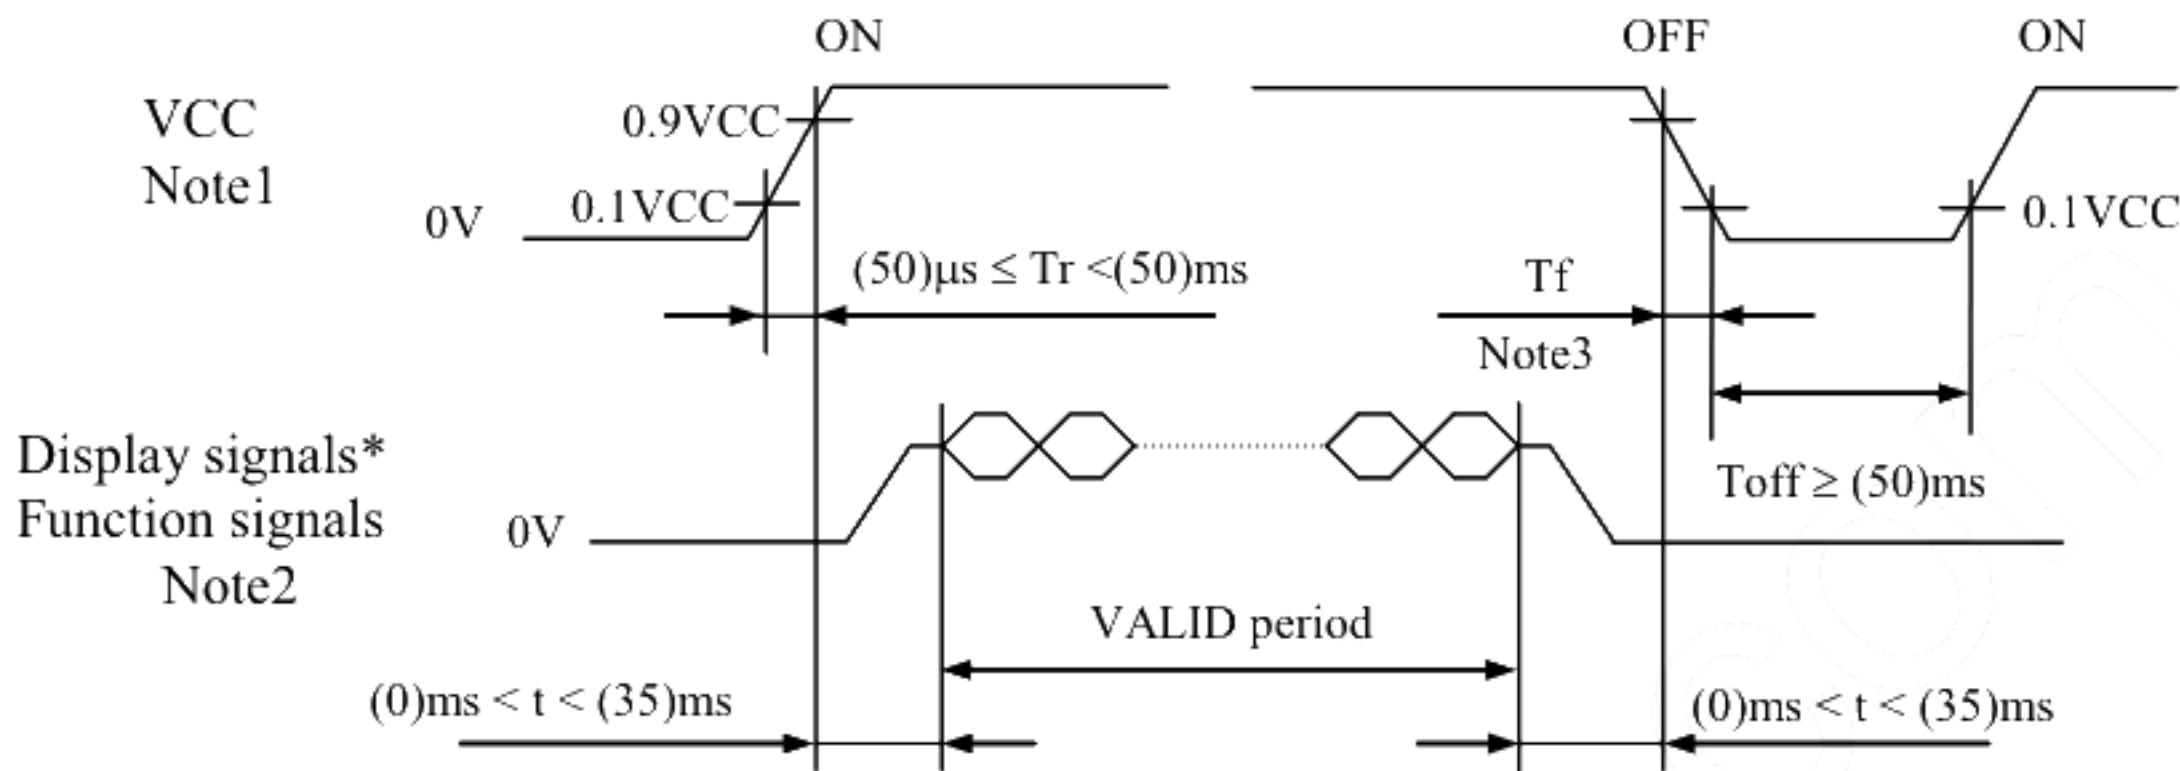 ON
OFF
ON
VCC
Note1
0.9VCC
0.1VCC
0V
0.1VCC
(50)μs ≤ Tr <(50)ms
Tf
Note3
Toff ≥ (50)ms
Display signals*
Function signals
Note2
0V
VALID period
(0)ms < t < (35)ms
(0)ms < t < (35)ms